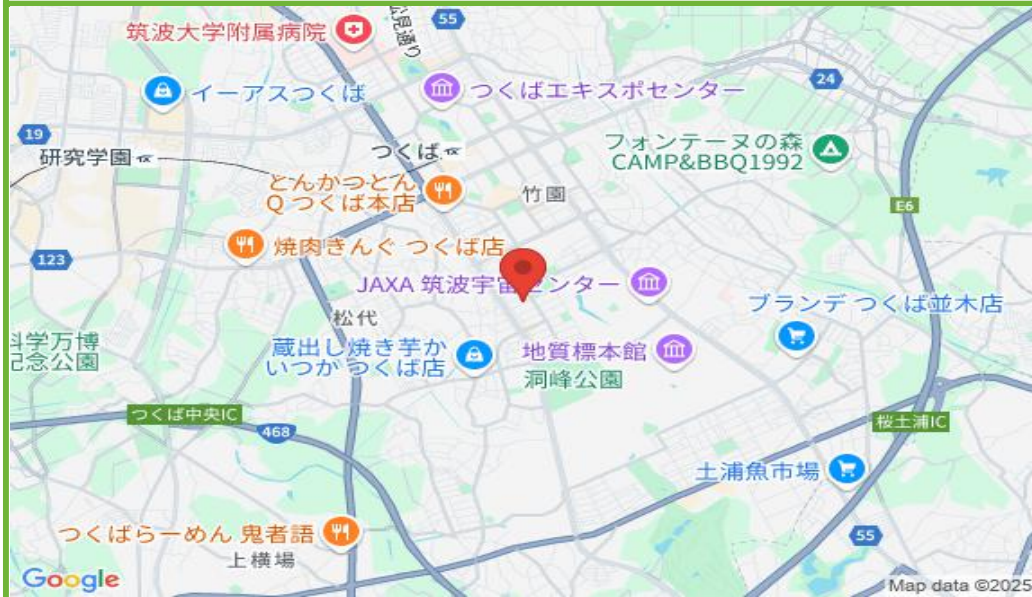 55
筑波大学附属病院
松見通り
24
イーアスつくば
つくばエキスポセンター
19
研究学園
つくば
フォンテーヌの森
CAMP&BBQ1992
とんかつとん
Q つくば本店
竹園
E6
123
焼肉きんぐ つくば店
JAXA 筑波宇宙センター
ブランデ つくば並木店
松代
科学万博
記念公園
蔵出し焼き芋か
いつか つくば店
地質標本館
洞峰公園
つくば中央IC
468
桜土浦IC
土浦魚市場
つくばらーめん 鬼者語
上横場
55
Google
Map data ©2025